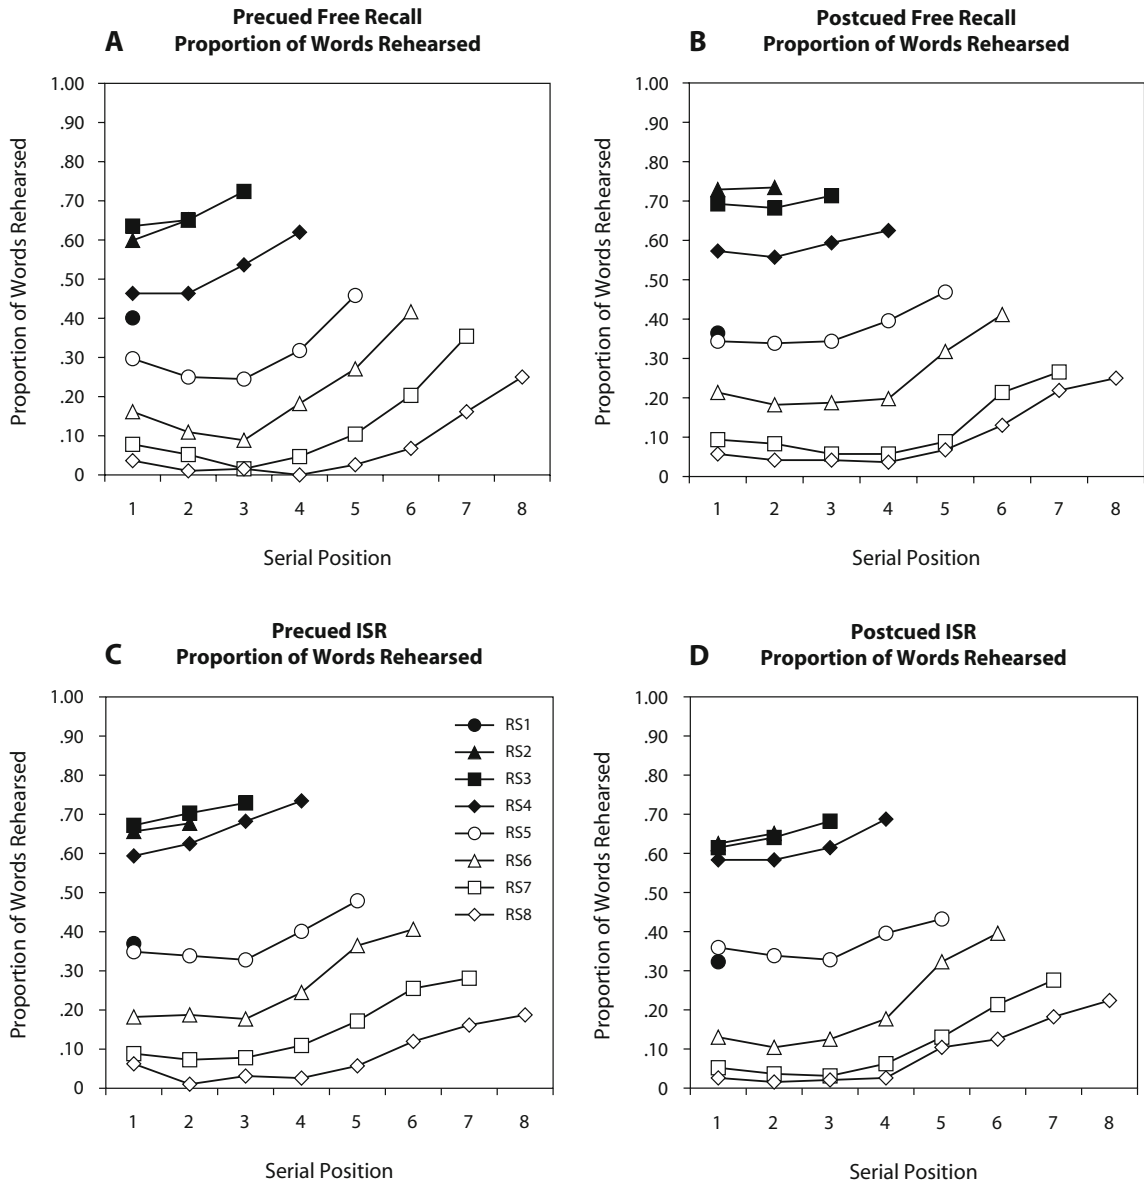 Precued Free Recall
A Proportion of Words Rehearsed
Proportion of Words Rehearsed
1.00
.90
.80
.70
.60
.50
.40
.30
.20
.10
0
1 2 3 4 5 6 7 8
Serial Position
Postcued Free Recall
B Proportion of Words Rehearsed
Proportion of Words Rehearsed
1.00
.90
.80
.70
.60
.50
.40
.30
.20
.10
0
1 2 3 4 5 6 7 8
Serial Position
Precued ISR
C Proportion of Words Rehearsed
Proportion of Words Rehearsed
1.00
.90
.80
.70
.60
.50
.40
.30
.20
.10
0
RS1
RS2
RS3
RS4
RS5
RS6
RS7
RS8
1 2 3 4 5 6 7 8
Serial Position
Postcued ISR
D Proportion of Words Rehearsed
Proportion of Words Rehearsed
1.00
.90
.80
.70
.60
.50
.40
.30
.20
.10
0
1 2 3 4 5 6 7 8
Serial Position